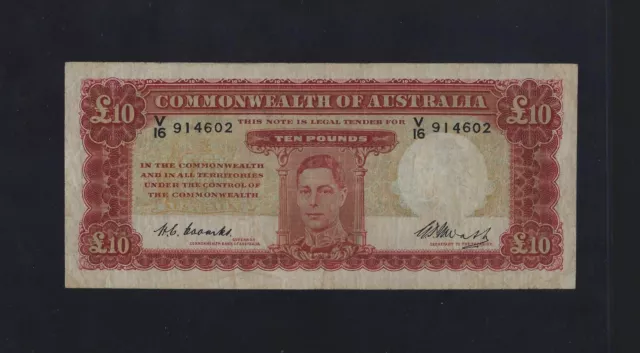 COMMONWEALTH OF AUSTRALIA
£10
£10
THIS NOTE IS LEGAL TENDER FOR
V/16 914602
V/16 914602
TEN POUNDS
IN THE COMMONWEALTH
AND IN ALL TERRITORIES
UNDER THE CONTROL OF
THE COMMONWEALTH
£10
£10